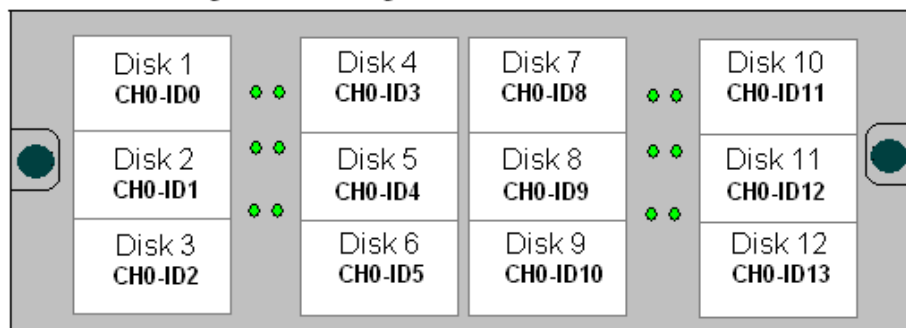 Disk 1
CH0-ID0
Disk 2
CH0-ID1
Disk 3
CH0-ID2
Disk 4
CH0-ID3
Disk 5
CH0-ID4
Disk 6
CH0-ID5
Disk 7
CH0-ID8
Disk 8
CH0-ID9
Disk 9
CH0-ID10
Disk 10
CH0-ID11
Disk 11
CH0-ID12
Disk 12
CH0-ID13